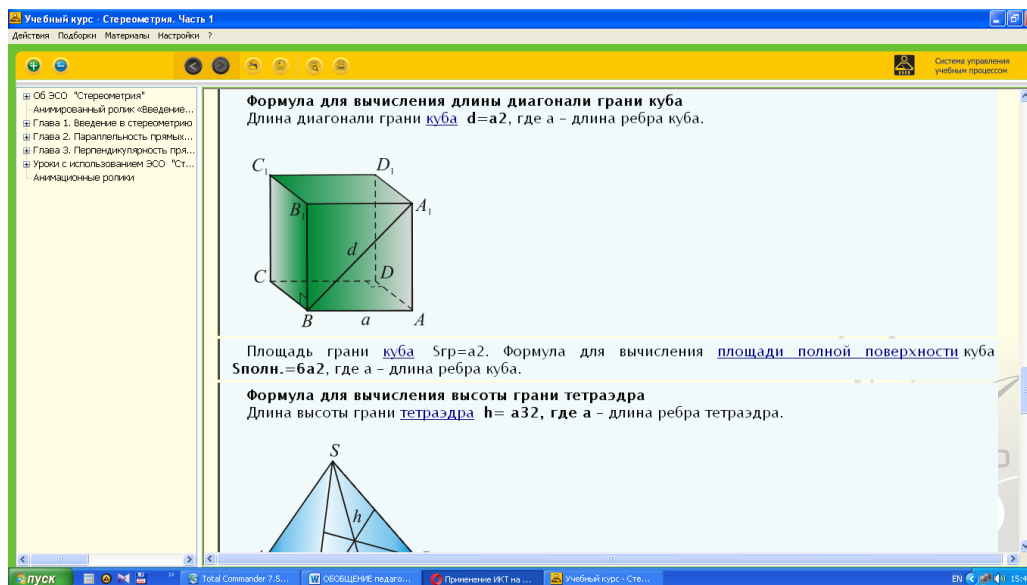 Учебный курс - Стереометрия. Часть 1
Действия Подборки Материалы Настройки ?
Система управления
учебным процессом
Об ЭСО "Стереометрия"
Анимированный ролик «Введение...
Глава 1. Введение в стереометрию
Глава 2. Параллельность прямых...
Глава 3. Перпендикулярность пря...
Уроки с использованием ЭСО "Ст...
Анимационные ролики
Формула для вычисления длины диагонали грани куба
Длина диагонали грани куба d=a2, где a – длина ребра куба.
C1 D1
B1 A1
d
C D
B a A
Площадь грани куба Sгр=a2. Формула для вычисления площади полной поверхности куба
Sполн.=6a2, где a – длина ребра куба.
Формула для вычисления высоты грани тетраэдра
Длина высоты грани тетраэдра h= a32, где a – длина ребра тетраэдра.
S
h
пуск
Total Commander 7.5...
ОБОБЩЕНИЕ педаго...
Применение ИКТ на ...
Учебный курс - Сте...
EN